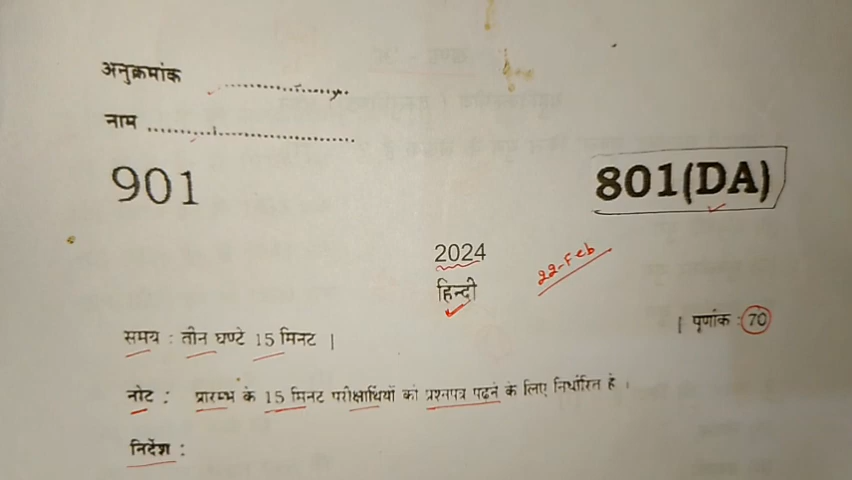 अनुक्रमांक ....................
नाम ................................
901
801(DA)
2024
22-Feb
हिन्दी
समय : तीन घण्टे 15 मिनट |
| पूर्णांक : 70
नोट : प्रारम्भ के 15 मिनट परीक्षार्थियों को प्रश्नपत्र पढ़ने के लिए निर्धारित है ।
निर्देश :